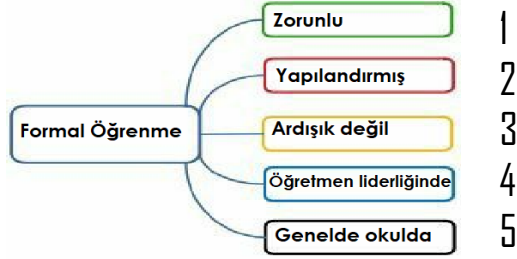 Zorunlu 1
Yapılandırmış 2
Formal Öğrenme
Ardışık değil 3
Öğretmen liderliğinde 4
Genelde okulda 5